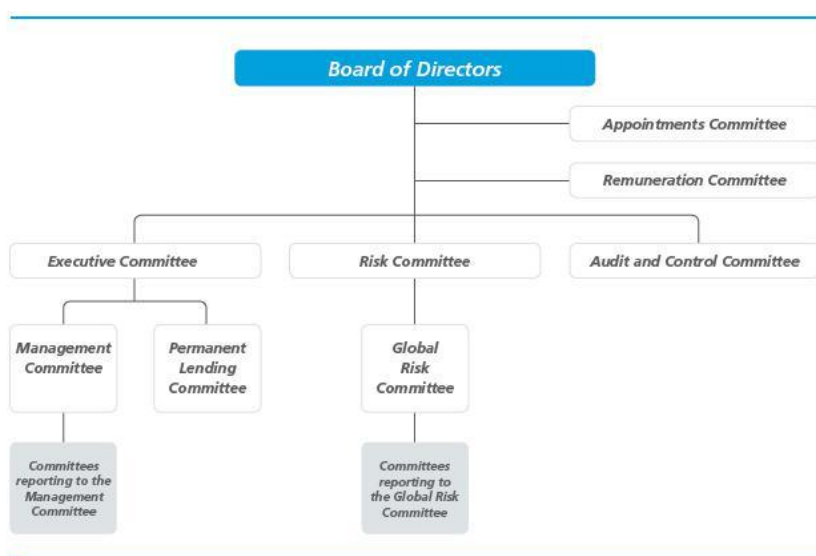 Board of Directors
Appointments Committee
Remuneration Committee
Executive Committee
Risk Committee
Audit and Control Committee
Management
Committee
Permanent
Lending
Committee
Global
Risk
Committee
Committees
reporting to the
Management
Committee
Committees
reporting to
the Global Risk
Committee